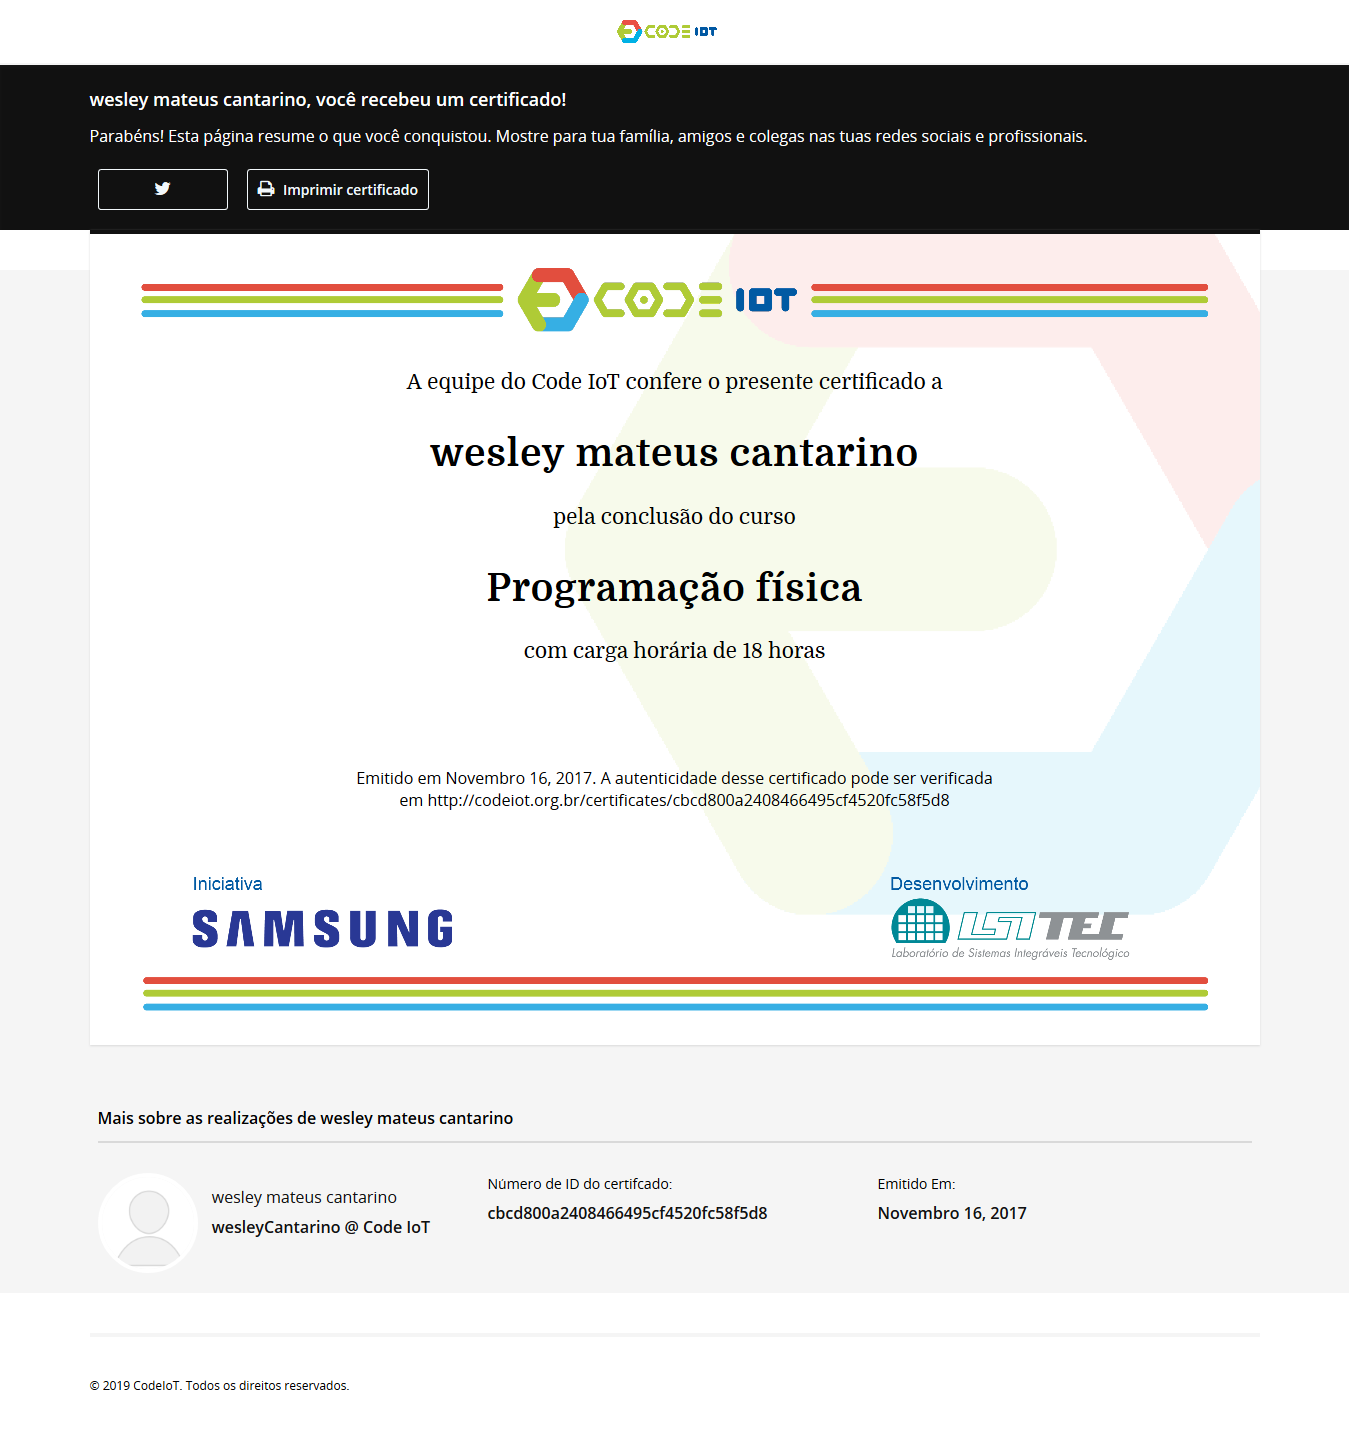 CODE IOT
wesley mateus cantarino, você recebeu um certificado!
Parabéns! Esta página resume o que você conquistou. Mostre para tua família, amigos e colegas nas tuas redes sociais e profissionais.
Imprimir certificado
CODE IOT
A equipe do Code IoT confere o presente certificado a
wesley mateus cantarino
pela conclusão do curso
Programação física
com carga horária de 18 horas
Emitido em Novembro 16, 2017. A autenticidade desse certificado pode ser verificada
em http://codeiot.org.br/certificates/cbcd800a2408466495cf4520fc58f5d8
Iniciativa
SAMSUNG
Desenvolvimento
LSI TEC
Laboratório de Sistemas Integráveis Tecnológico
Mais sobre as realizações de wesley mateus cantarino
wesley mateus cantarino
wesleyCantarino @ Code IoT
Número de ID do certifcado:
cbcd800a2408466495cf4520fc58f5d8
Emitido Em:
Novembro 16, 2017
© 2019 CodeIoT. Todos os direitos reservados.